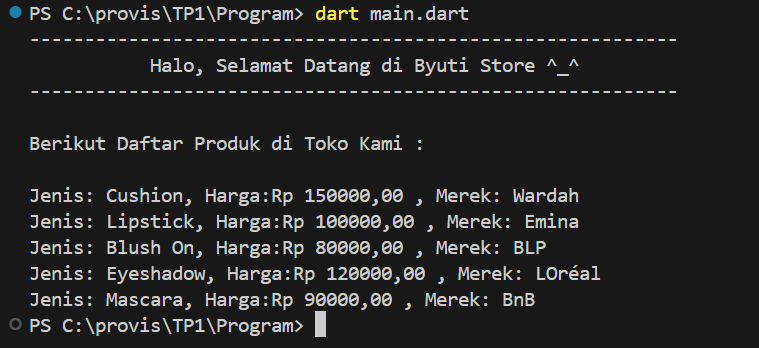 PS C:\provis\TP1\Program> dart main.dart
-----------------------------------------------------------
Halo, Selamat Datang di Byuti Store ^_^
-----------------------------------------------------------
Berikut Daftar Produk di Toko Kami :
Jenis: Cushion, Harga:Rp 150000,00 , Merek: Wardah
Jenis: Lipstick, Harga:Rp 100000,00 , Merek: Emina
Jenis: Blush On, Harga:Rp 80000,00 , Merek: BLP
Jenis: Eyeshadow, Harga:Rp 120000,00 , Merek: LOréal
Jenis: Mascara, Harga:Rp 90000,00 , Merek: BnB
PS C:\provis\TP1\Program>